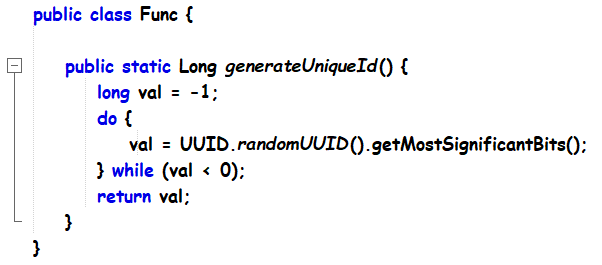 public class Func {
public static Long generateUniqueId() {
long val = -1;
do {
val = UUID.randomUUID().getMostSignificantBits();
} while (val < 0);
return val;
}
}